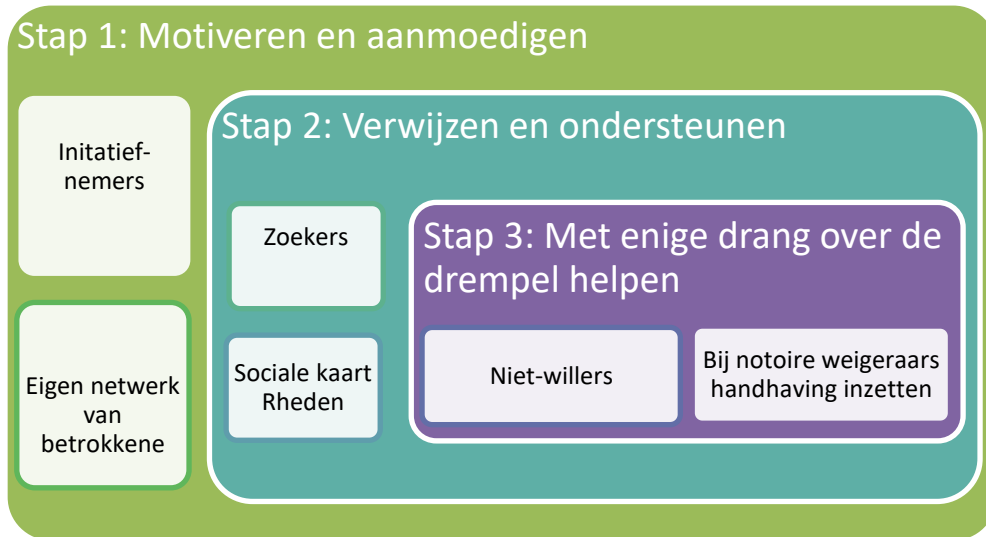 Stap 1: Motiveren en aanmoedigen
Initatief-
nemers
Eigen netwerk
van
betrokkene
Stap 2: Verwijzen en ondersteunen
Zoekers
Sociale kaart
Rheden
Stap 3: Met enige drang over de
drempel helpen
Niet-willers
Bij notoire weigeraars
handhaving inzetten